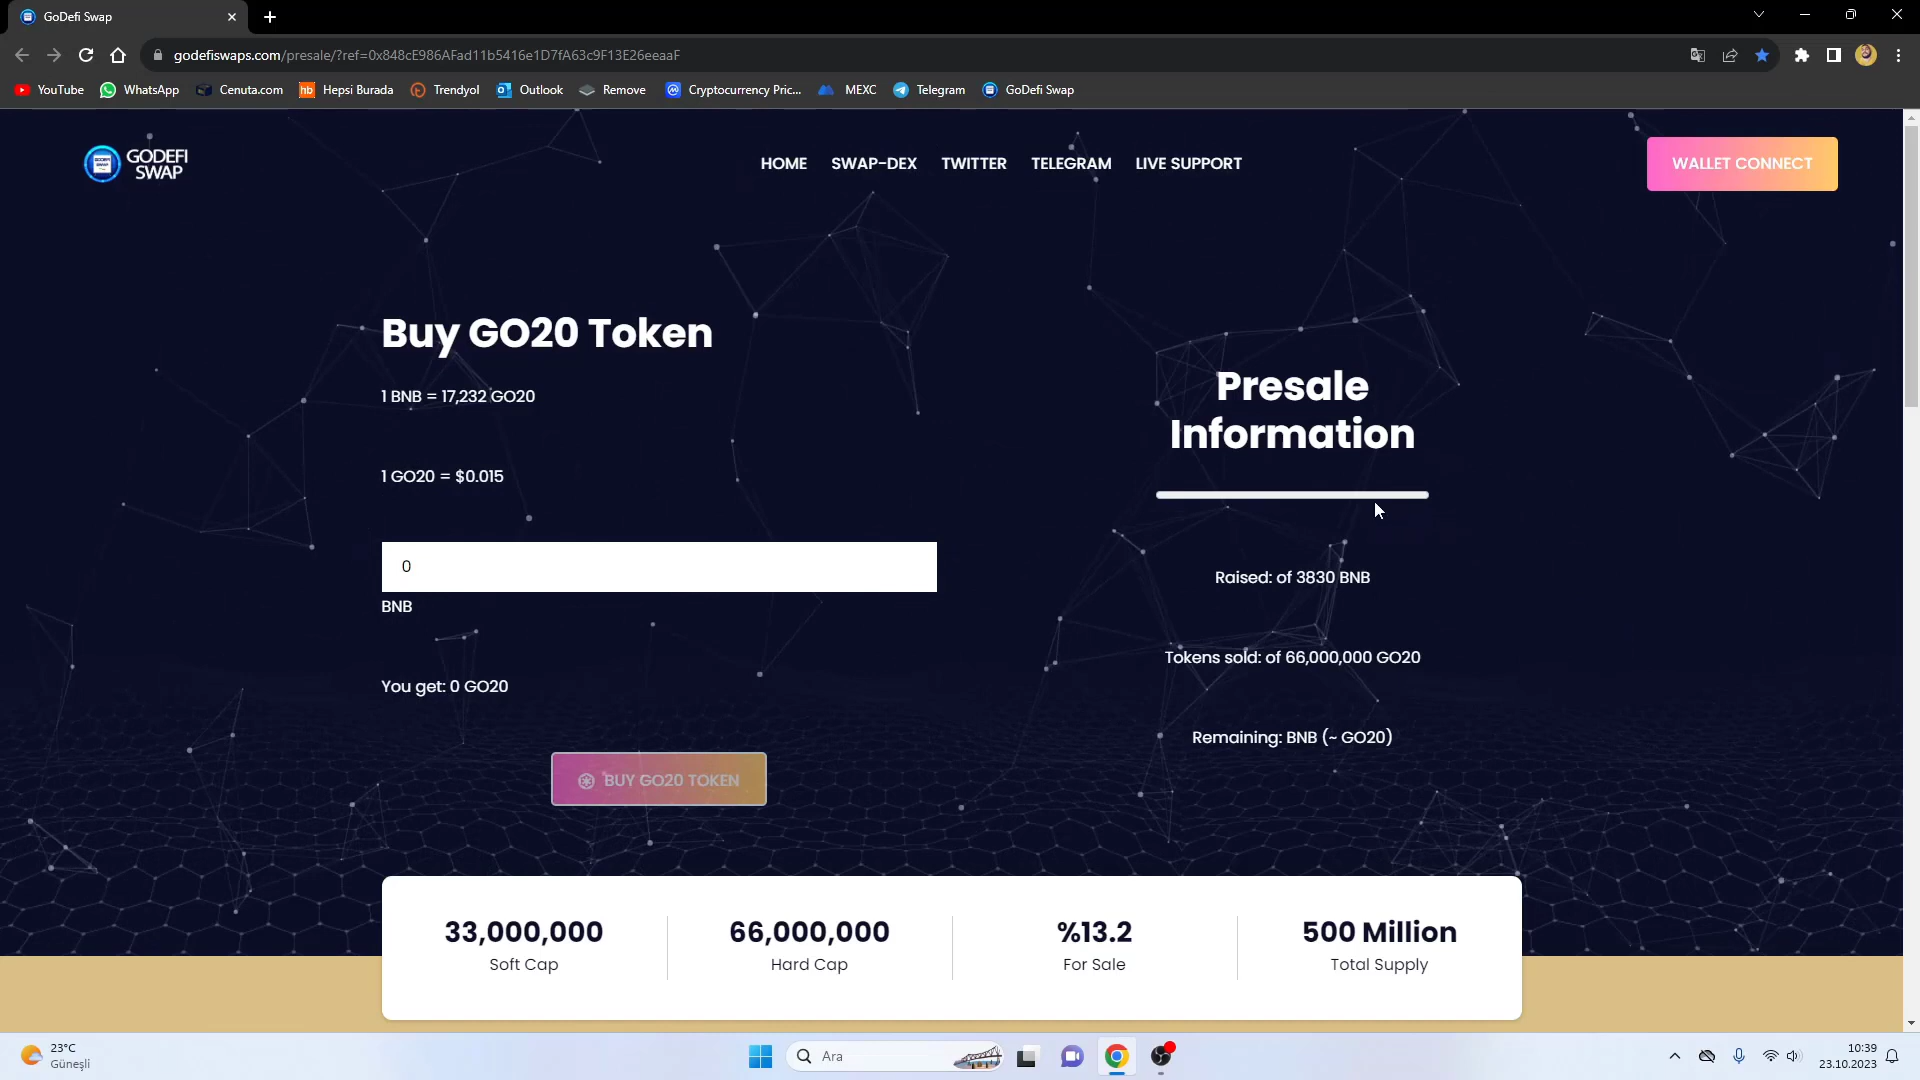 GoDefi Swap
godefiswaps.com/presale/?ref=0x848cE986AFad11b5416e1D7fA63c9F13E26eeaaF
YouTube WhatsApp Cenuta.com hb Hepsi Burada Trendyol Outlook Remove Cryptocurrency Pric... MEXC Telegram GoDefi Swap
GODEFI
SWAP
HOME SWAP-DEX TWITTER TELEGRAM LIVE SUPPORT
WALLET CONNECT
Buy GO20 Token
1 BNB = 17,232 GO20
1 GO20 = $0.015
0
BNB
You get: 0 GO20
BUY GO20 TOKEN
Presale
Information
Raised: of 3830 BNB
Tokens sold: of 66,000,000 GO20
Remaining: BNB (~ GO20)
33,000,000
Soft Cap
66,000,000
Hard Cap
%13.2
For Sale
500 Million
Total Supply
23°C
Güneşli
Ara
10:39
23.10.2023